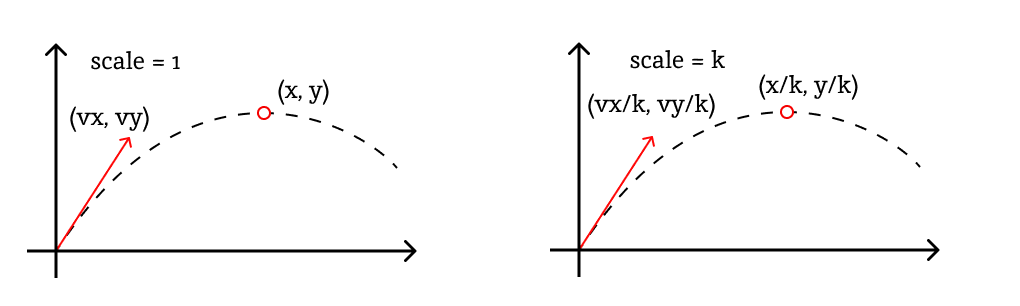 scale = 1
(x, y)
(vx, vy)
scale = k
(x/k, y/k)
(vx/k, vy/k)